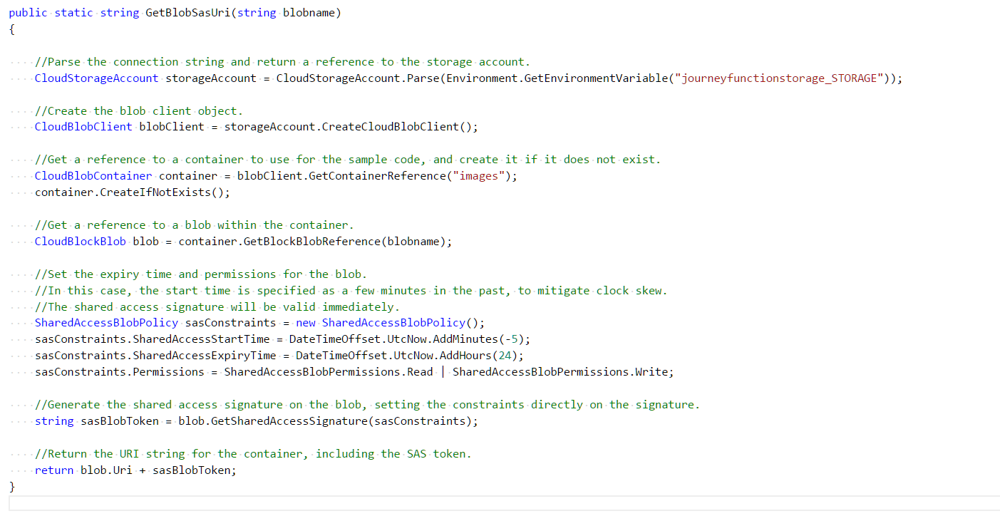 public static string GetBlobSasUri(string blobname)
{
    //Parse the connection string and return a reference to the storage account.
    CloudStorageAccount storageAccount = CloudStorageAccount.Parse(Environment.GetEnvironmentVariable("journeyfunctionstorage_STORAGE"));
    //Create the blob client object.
    CloudBlobClient blobClient = storageAccount.CreateCloudBlobClient();
    //Get a reference to a container to use for the sample code, and create it if it does not exist.
    CloudBlobContainer container = blobClient.GetContainerReference("images");
    container.CreateIfNotExists();
    //Get a reference to a blob within the container.
    CloudBlockBlob blob = container.GetBlockBlobReference(blobname);
    //Set the expiry time and permissions for the blob.
    //In this case, the start time is specified as a few minutes in the past, to mitigate clock skew.
    //The shared access signature will be valid immediately.
    SharedAccessBlobPolicy sasConstraints = new SharedAccessBlobPolicy();
    sasConstraints.SharedAccessStartTime = DateTimeOffset.UtcNow.AddMinutes(-5);
    sasConstraints.SharedAccessExpiryTime = DateTimeOffset.UtcNow.AddHours(24);
    sasConstraints.Permissions = SharedAccessBlobPermissions.Read | SharedAccessBlobPermissions.Write;
    //Generate the shared access signature on the blob, setting the constraints directly on the signature.
    string sasBlobToken = blob.GetSharedAccessSignature(sasConstraints);
    //Return the URI string for the container, including the SAS token.
    return blob.Uri + sasBlobToken;
}